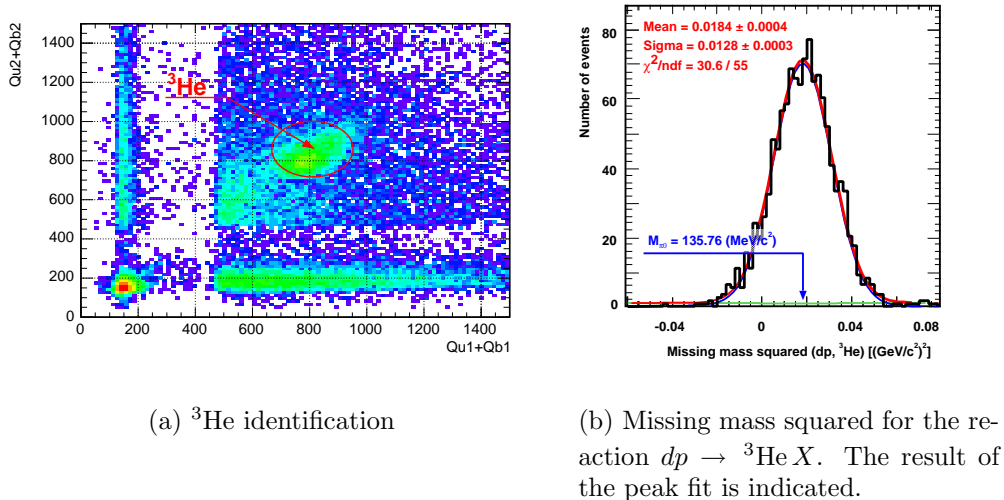 Qu2+Qb2
1400
1200
1000
800
600
400
200
0
³He
0 200 400 600 800 1000 1200 1400
Qu1+Qb1
(a) ³He identification
Number of events
80
60
40
20
0
Mean = 0.0184 ± 0.0004
Sigma = 0.0128 ± 0.0003
χ²/ndf = 30.6 / 55
M_π0 = 135.76 (MeV/c²)
-0.04 0 0.04 0.08
Missing mass squared (dp, ³He) [(GeV/c²)²]
(b) Missing mass squared for the re-
action dp → ³He X. The result of
the peak fit is indicated.